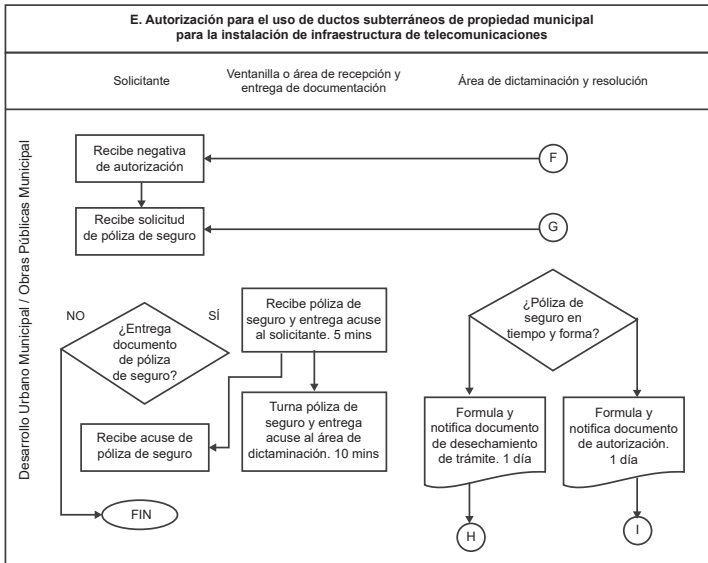 E. Autorización para el uso de ductos subterráneos de propiedad municipal
para la instalación de infraestructura de telecomunicaciones
Solicitante
Ventanilla o área de recepción y
entrega de documentación
Área de dictaminación y resolución
Desarrollo Urbano Municipal / Obras Públicas Municipal
Recibe negativa
de autorización
F
Recibe solicitud
de póliza de seguro
G
NO
SÍ
¿Entrega
documento
de póliza
de seguro?
Recibe póliza de
seguro y entrega acuse
al solicitante. 5 mins
¿Póliza de
seguro en
tiempo y forma?
Recibe acuse de
póliza de seguro
Turna póliza de
seguro y entrega
acuse al área de
dictaminación. 10 mins
Formula y
notifica documento
de desechamiento
de trámite. 1 día
Formula y
notifica documento
de autorización.
1 día
FIN
H
I